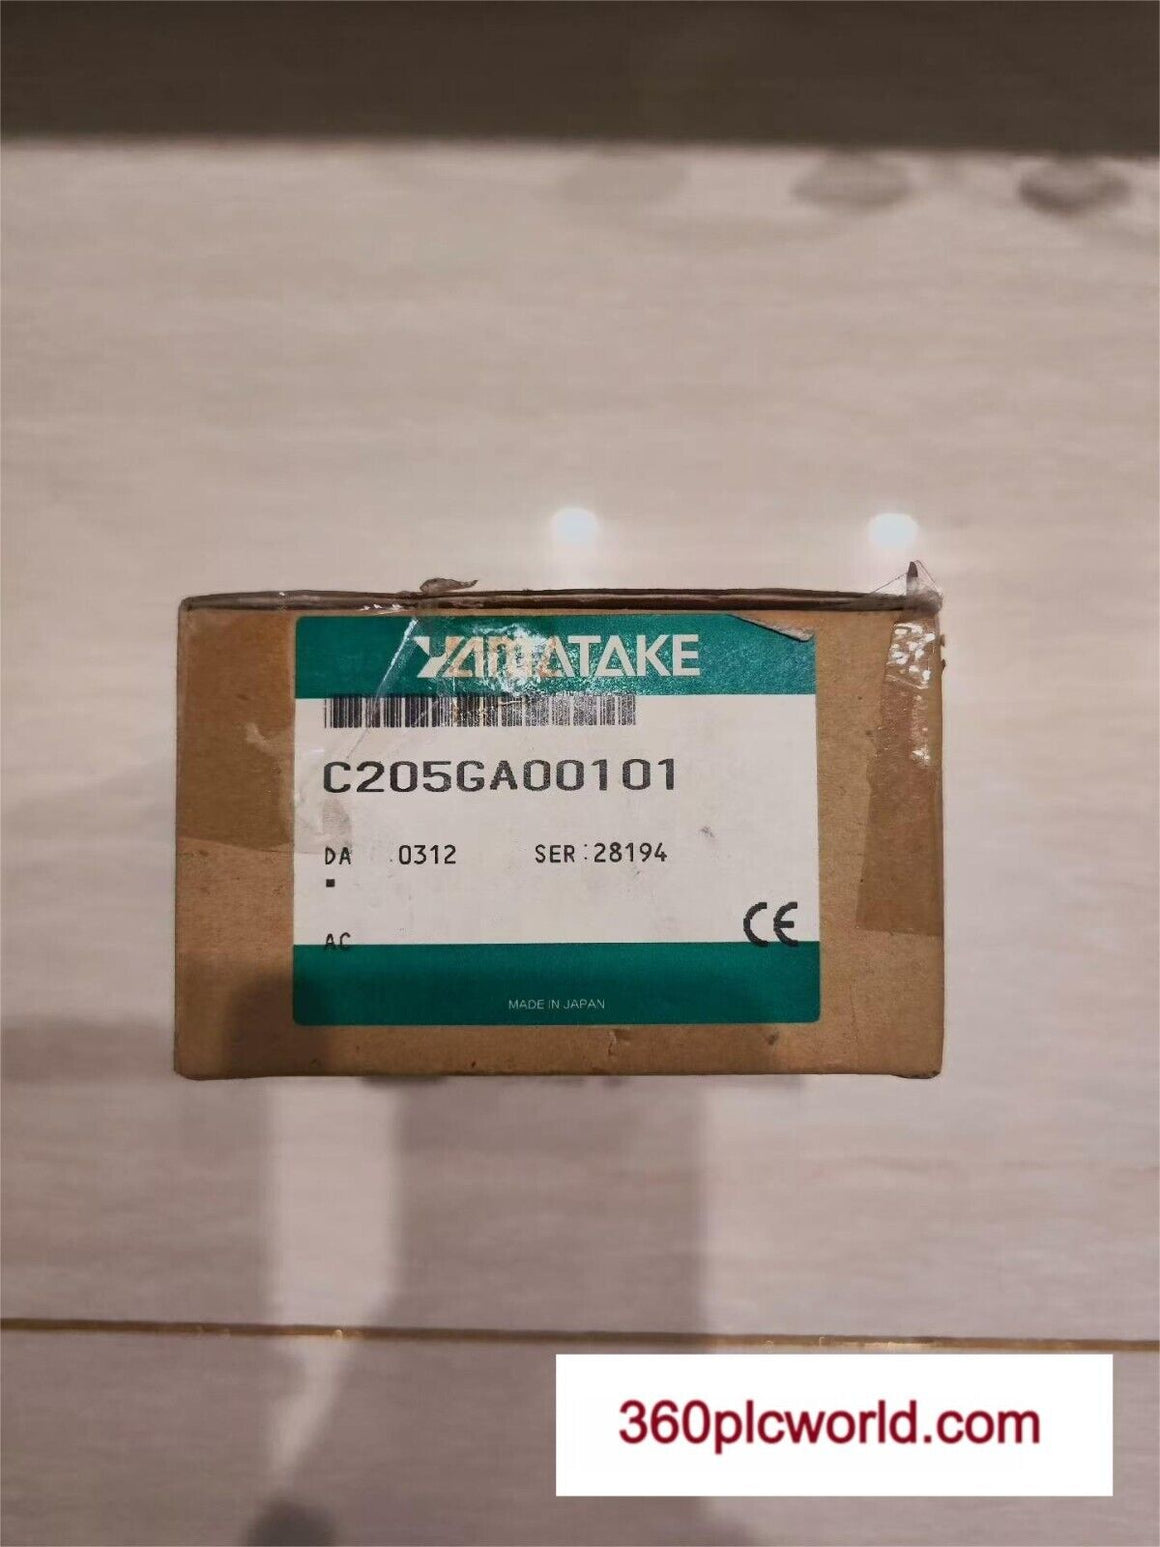 YAMATAKE
C205GA00101
DA 0312 SER:28194
AC
CE
MADE IN JAPAN
360plcworld.com